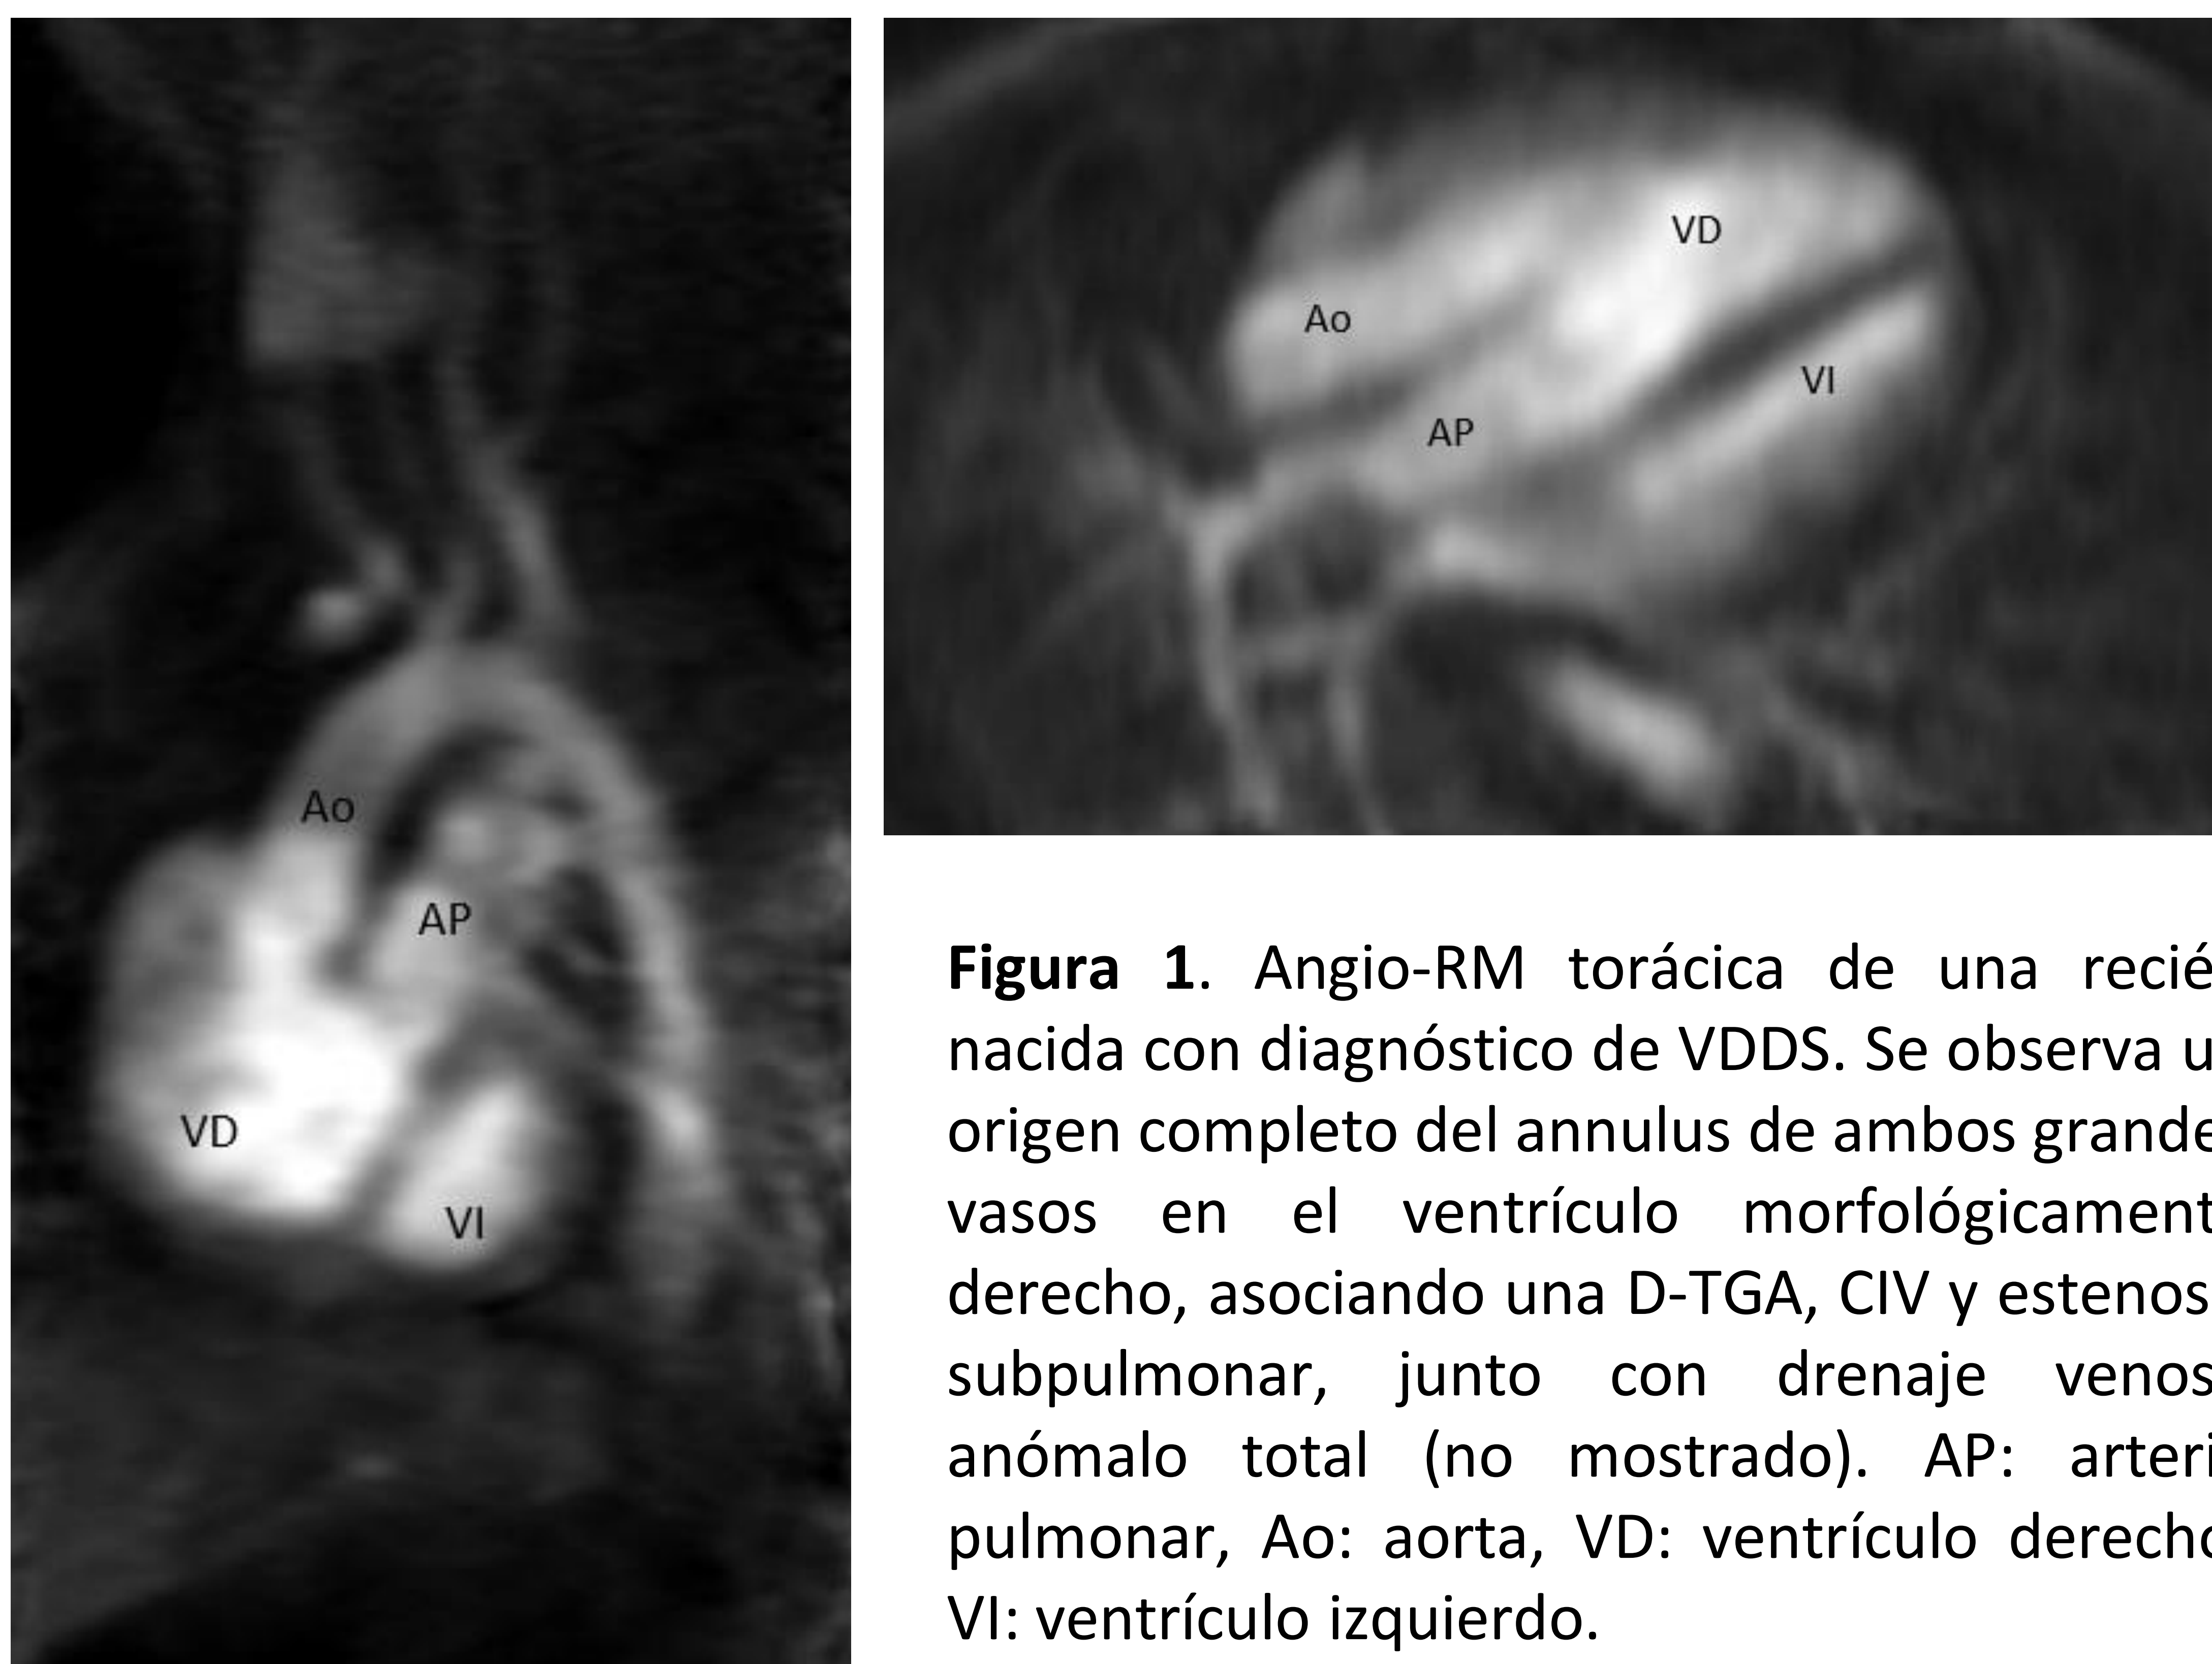 Ao
AP
VD
VI
VD
Ao
VI
AP
Figura 1. Angio-RM torácica de una recié
nacida con diagnóstico de VDDS. Se observa u
origen completo del annulus de ambos grande
vasos en el ventrículo morfológicament
derecho, asociando una D-TGA, CIV y estenos
subpulmonar, junto con drenaje venos
anómalo total (no mostrado). AP: arteri
pulmonar, Ao: aorta, VD: ventrículo derecho
VI: ventrículo izquierdo.